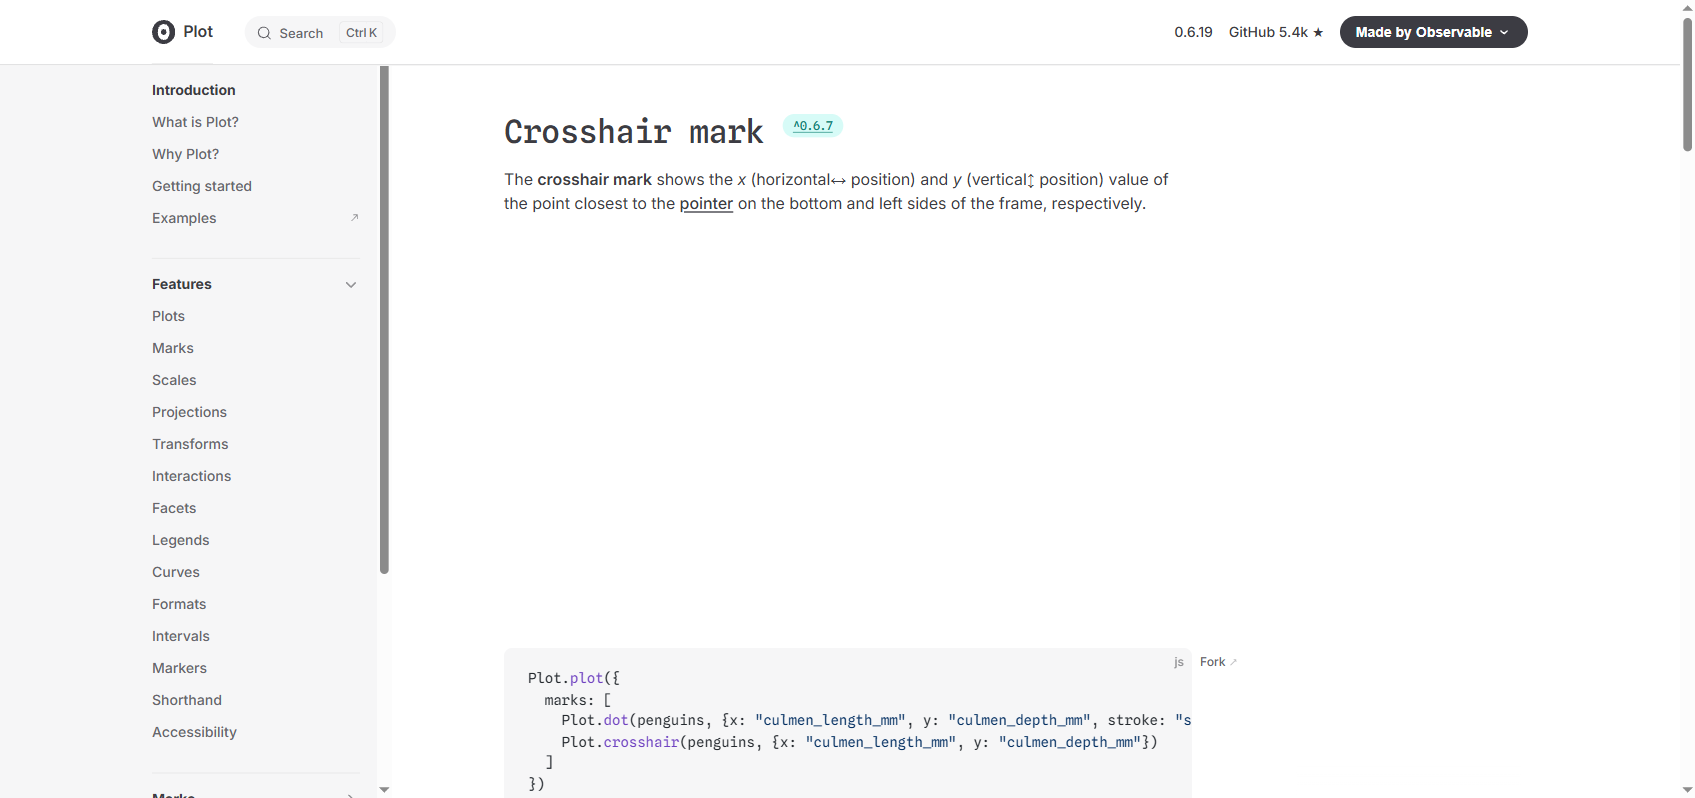 Plot
Search Ctrl K
0.6.19 GitHub 5.4k ★ Made by Observable
Introduction
What is Plot?
Why Plot?
Getting started
Examples ↗
Features
Plots
Marks
Scales
Projections
Transforms
Interactions
Facets
Legends
Curves
Formats
Intervals
Markers
Shorthand
Accessibility
Marks
Crosshair mark ^0.6.7
The crosshair mark shows the x (horizontal↔ position) and y (vertical↕ position) value of
the point closest to the pointer on the bottom and left sides of the frame, respectively.
js Fork ↗
Plot.plot({
  marks: [
    Plot.dot(penguins, {x: "culmen_length_mm", y: "culmen_depth_mm", stroke: "s
    Plot.crosshair(penguins, {x: "culmen_length_mm", y: "culmen_depth_mm"})
  ]
})